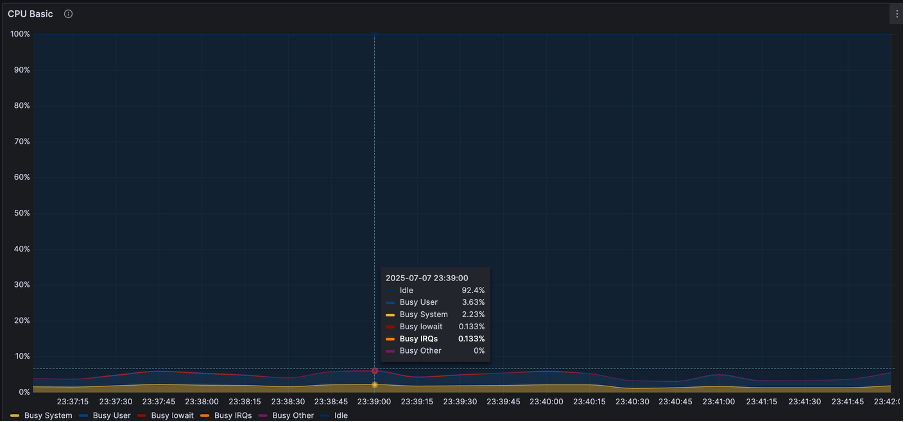 CPU Basic
100%
90%
80%
70%
60%
50%
40%
30%
20%
10%
0%
2025-07-07 23:39:00
Idle 92.4%
Busy User 3.63%
Busy System 2.23%
Busy Iowait 0.133%
Busy IRQs 0.133%
Busy Other 0%
23:37:15 23:37:30 23:37:45 23:38:00 23:38:15 23:38:30 23:38:45 23:39:00 23:39:15 23:39:30 23:39:45 23:40:00 23:40:15 23:40:30 23:40:45 23:41:00 23:41:15 23:41:30 23:41:45 23:42:0
Busy System Busy User Busy Iowait Busy IRQs Busy Other Idle